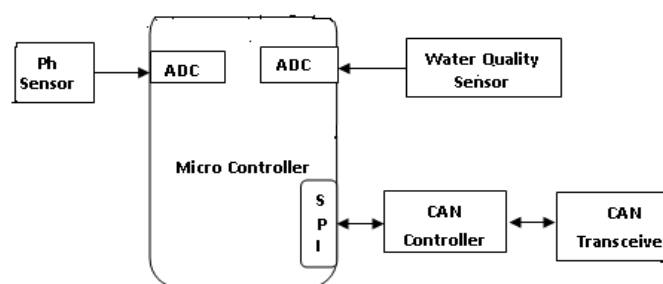 Ph
Sensor
ADC
ADC
Water Quality
Sensor
Micro Controller
S
P
I
CAN
Controller
CAN
Transceive